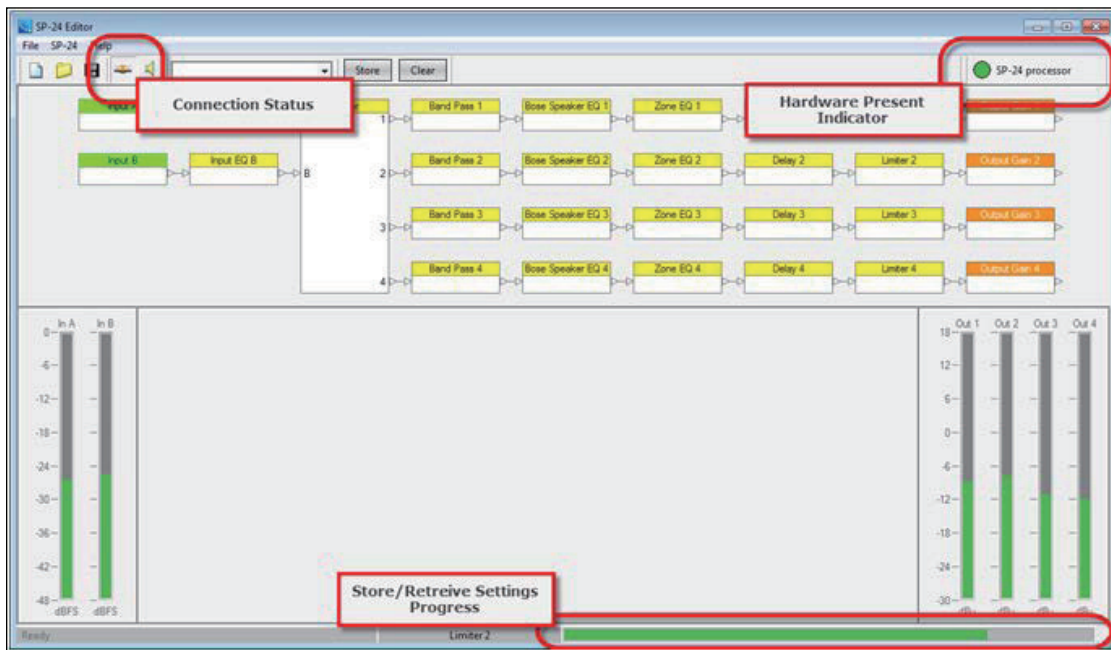 SP-24 Editor
File SP-24 Help
Store Clear
SP-24 processor
Connection Status
Hardware Present
Indicator
Band Pass 1 Bose Speaker EQ 1 Zone EQ 1
1
Input B Input EQ B
Band Pass 2 Bose Speaker EQ 2 Zone EQ 2 Delay 2 Limiter 2 Output Gain 2
B 2
Band Pass 3 Bose Speaker EQ 3 Zone EQ 3 Delay 3 Limiter 3 Output Gain 3
3
Band Pass 4 Bose Speaker EQ 4 Zone EQ 4 Delay 4 Limiter 4 Output Gain 4
4
In A In B
0
-6
-12
-18
-24
-30
-36
-42
-48
dBFS dBFS
Out 1 Out 2 Out 3 Out 4
18
12
6
0
-6
-12
-18
-24
-30
Store/Retreive Settings
Progress
Ready Limiter 2